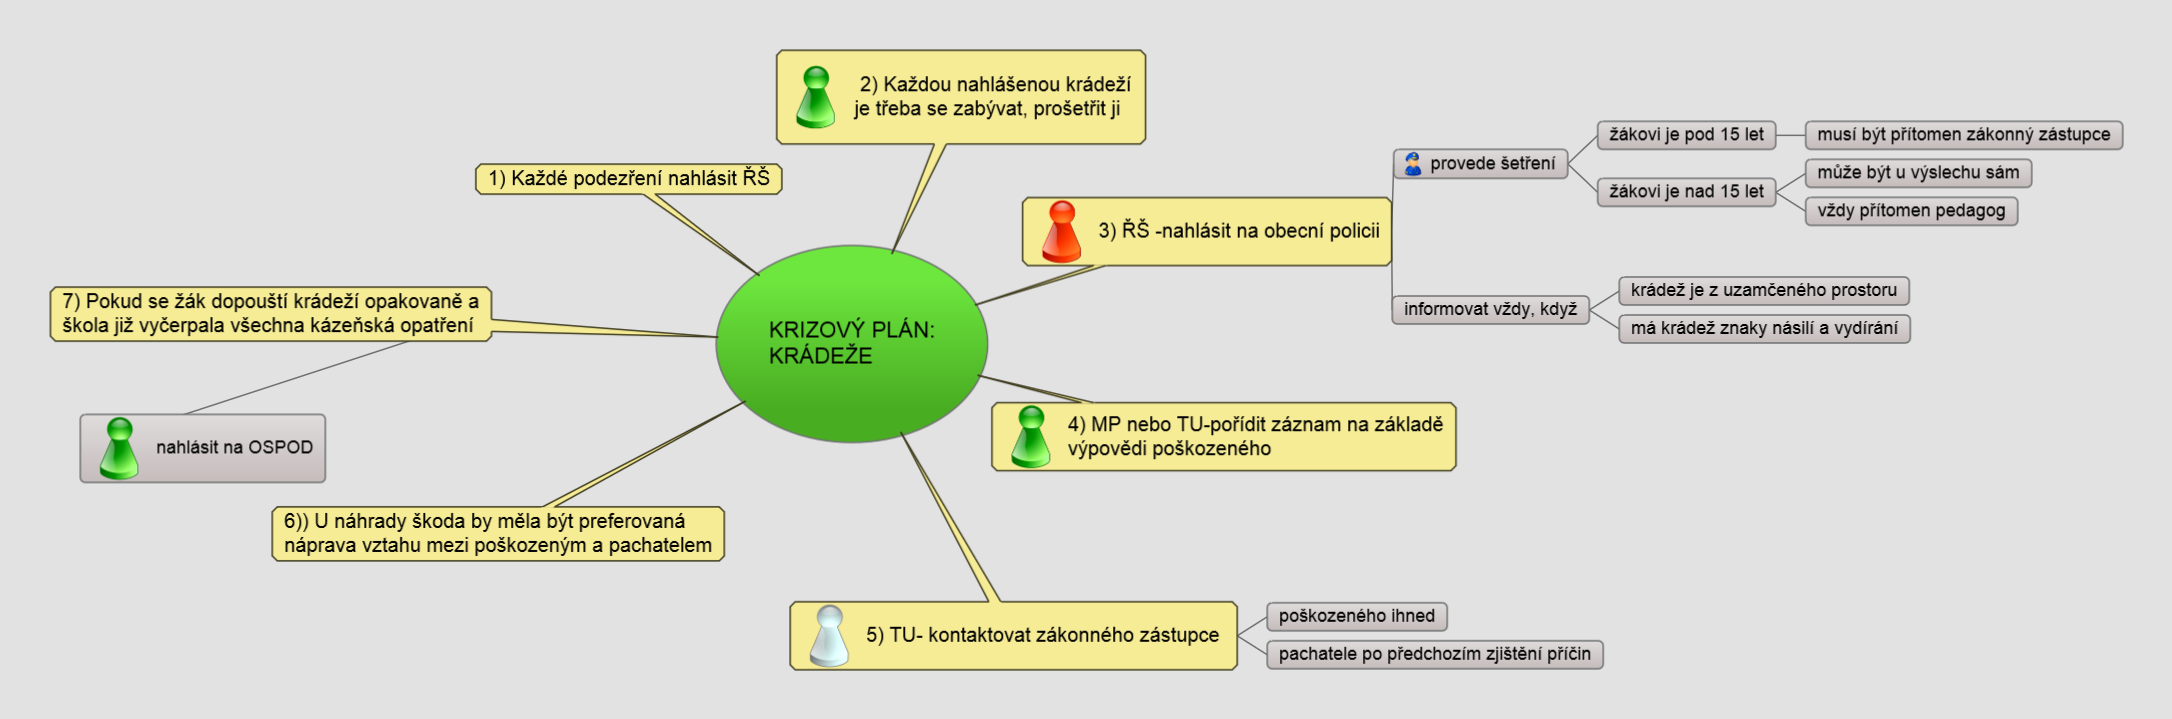 KRIZOVÝ PLÁN:
KRÁDEŽE
1) Každé podezření nahlásit ŘŠ
2) Každou nahlášenou krádeží
je třeba se zabývat, prošetřit ji
3) ŘŠ -nahlásit na obecní policii
provede šetření
žákovi je pod 15 let
musí být přítomen zákonný zástupce
žákovi je nad 15 let
může být u výslechu sám
vždy přítomen pedagog
informovat vždy, když
krádež je z uzamčeného prostoru
má krádež znaky násilí a vydírání
4) MP nebo TU-pořídit záznam na základě
výpovědi poškozeného
5) TU- kontaktovat zákonného zástupce
poškozeného ihned
pachatele po předchozím zjištění příčin
6)) U náhrady škoda by měla být preferovaná
náprava vztahu mezi poškozeným a pachatelem
7) Pokud se žák dopouští krádeží opakovaně a
škola již vyčerpala všechna kázeňská opatření
nahlásit na OSPOD